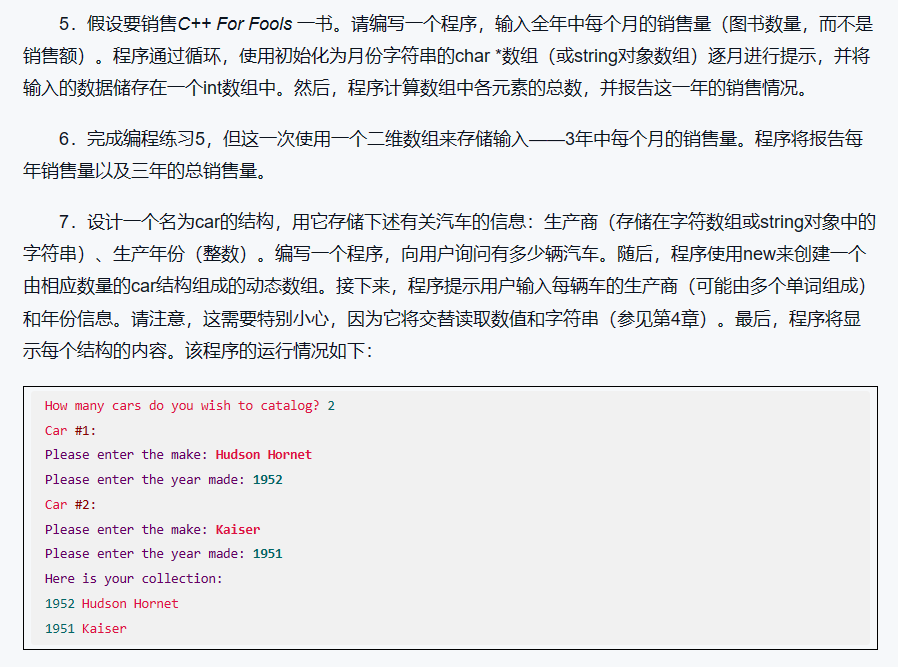 5．假设要销售C++ For Fools 一书。请编写一个程序，输入全年中每个月的销售量（图书数量，而不是
销售额）。程序通过循环，使用初始化为月份字符串的char *数组（或string对象数组）逐月进行提示，并将
输入的数据储存在一个int数组中。然后，程序计算数组中各元素的总数，并报告这一年的销售情况。
6．完成编程练习5，但这一次使用一个二维数组来存储输入——3年中每个月的销售量。程序将报告每
年销售量以及三年的总销售量。
7．设计一个名为car的结构，用它存储下述有关汽车的信息：生产商（存储在字符数组或string对象中的
字符串）、生产年份（整数）。编写一个程序，向用户询问有多少辆汽车。随后，程序使用new来创建一个
由相应数量的car结构组成的动态数组。接下来，程序提示用户输入每辆车的生产商（可能由多个单词组成）
和年份信息。请注意，这需要特别小心，因为它将交替读取数值和字符串（参见第4章）。最后，程序将显
示每个结构的内容。该程序的运行情况如下：
How many cars do you wish to catalog? 2
Car #1:
Please enter the make: Hudson Hornet
Please enter the year made: 1952
Car #2:
Please enter the make: Kaiser
Please enter the year made: 1951
Here is your collection:
1952 Hudson Hornet
1951 Kaiser